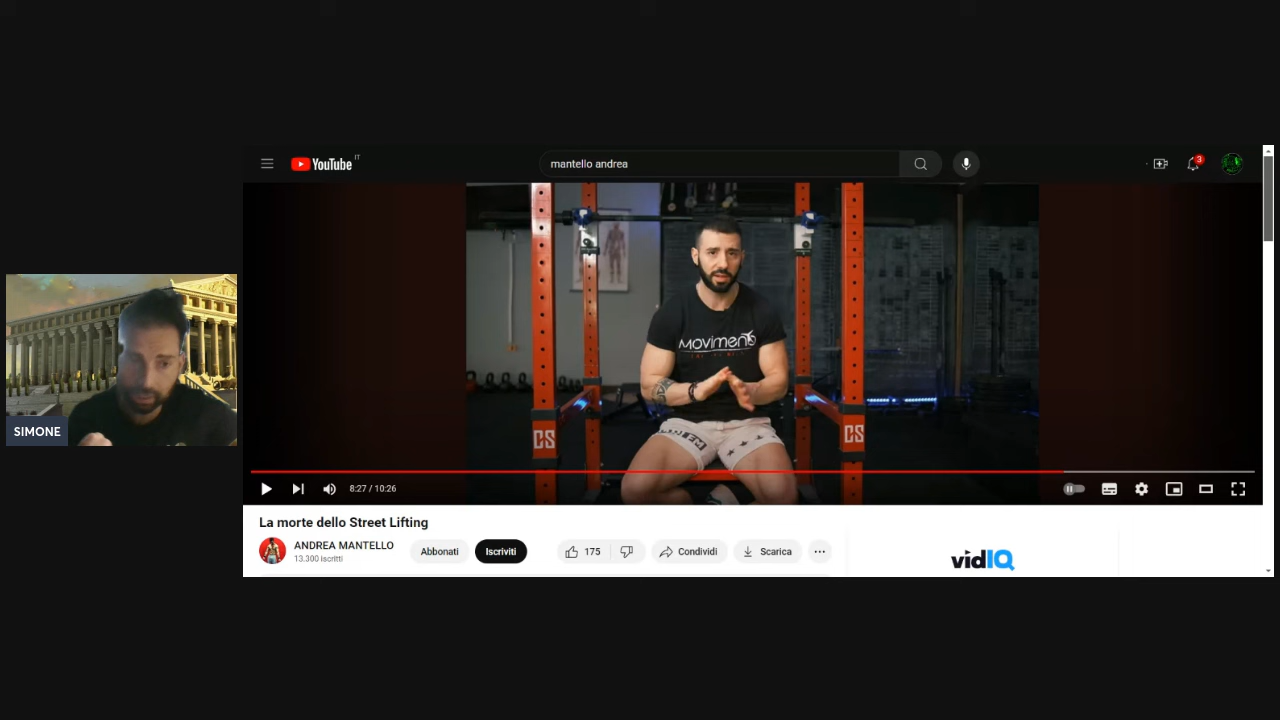 YouTube IT
mantello andrea
3
MovimenTo
CS
CS
8:27 / 10:26
SIMONE
La morte dello Street Lifting
ANDREA MANTELLO
13.300 iscritti
Abbonati
Iscriviti
175
Condividi
Scarica
vidIQ